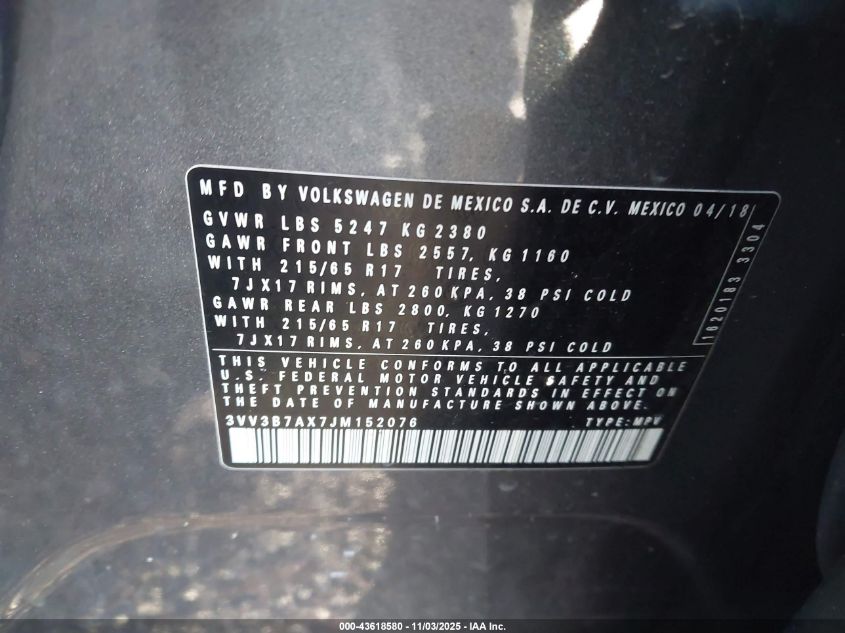 MFD BY VOLKSWAGEN DE MEXICO S.A. DE C.V. MEXICO 04/18
GVWR LBS 5247 KG 2380
GAWR FRONT LBS 2557, KG 1160
WITH 215/65 R17 TIRES,
7JX17 RIMS, AT 260 KPA, 38 PSI COLD
GAWR REAR LBS 2800, KG 1270
WITH 215/65 R17 TIRES,
7JX17 RIMS, AT 260 KPA, 38 PSI COLD
1620183 3304
THIS VEHICLE CONFORMS TO ALL APPLICABLE
U.S. FEDERAL MOTOR VEHICLE SAFETY AND
THEFT PREVENTION STANDARDS IN EFFECT ON
THE DATE OF MANUFACTURE SHOWN ABOVE.
3VV3B7AX7JM152076 TYPE: MPV
000-43618580 - 11/03/2025 - IAA Inc.